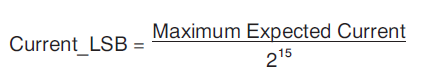 Current_LSB = Maximum Expected Current / 2^15